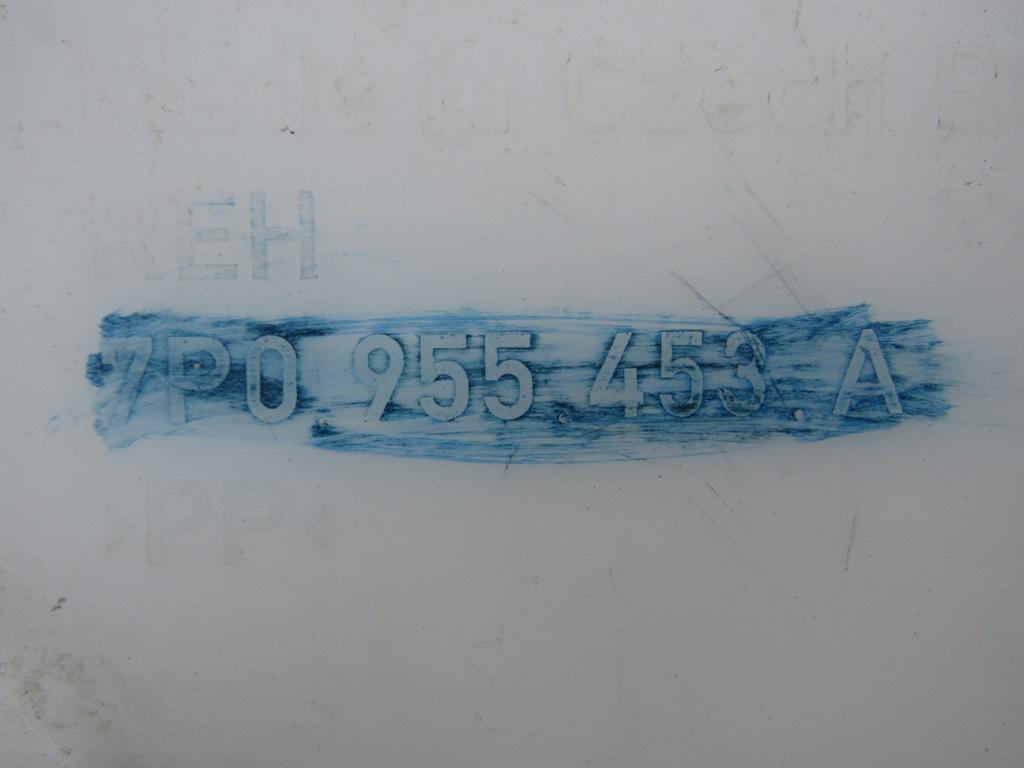 Made in Czech R
REH
7P0.955.453.A
>PP<